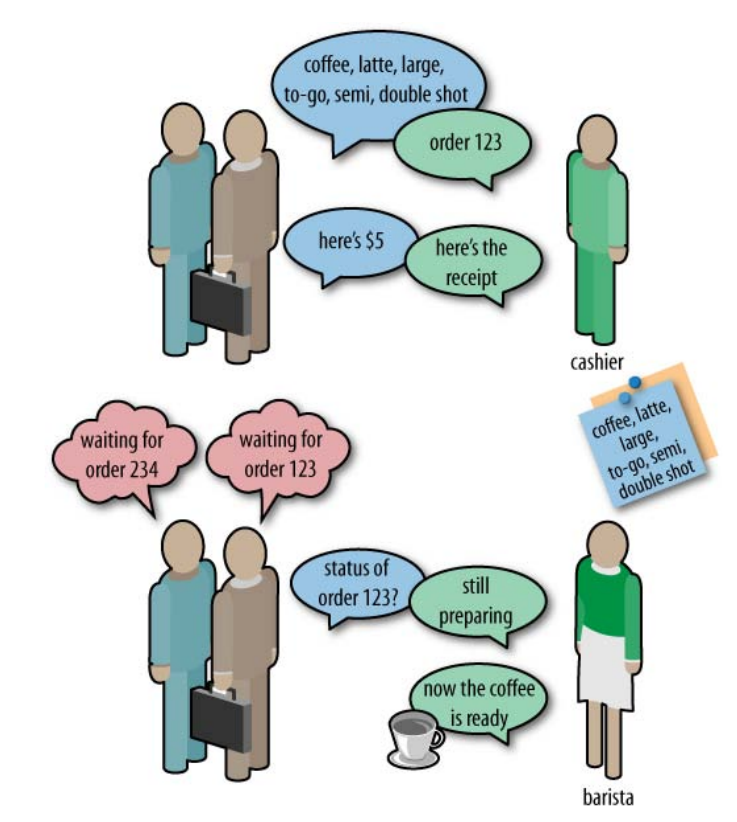 coffee, latte, large,
to-go, semi, double shot
order 123
here's $5
here's the
receipt
cashier
coffee, latte,
large,
to-go, semi,
double shot
waiting for
order 234
waiting for
order 123
status of
order 123?
still
preparing
now the coffee
is ready
barista